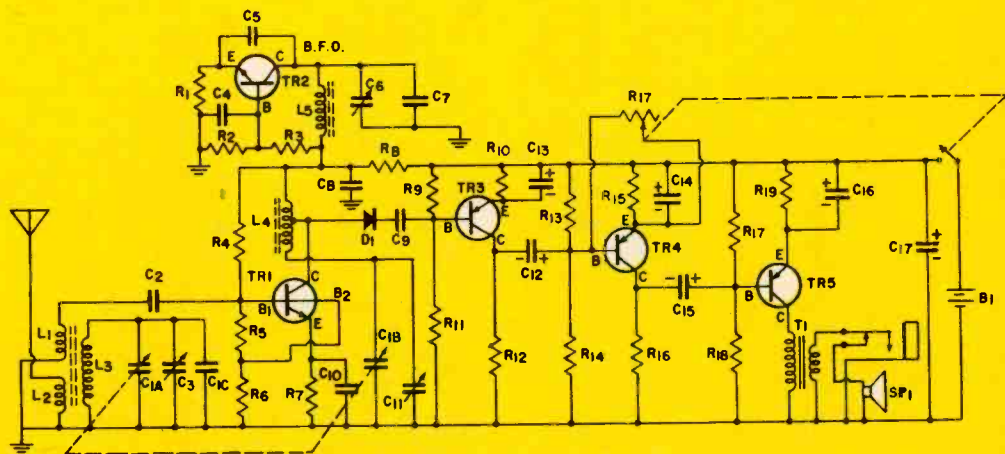 C5
B.F.O.
E C
TR2
B
R1
C4
R2
R3
L5
C6
C7
R8
C8
R9
R10
C13
R17
TR3
B
E
C
R13
C12
R15
C14
E
TR4
B
C
R17
R19
C16
C17
B1
R4
L4
D1
C9
C2
TR1
C
B1
B2
E
R5
R6
R7
C10
C1B
C11
R11
R12
R14
C15
R16
B
E
TR5
C
R18
T1
SP1
L1
L2
L3
C1A
C3
C1C